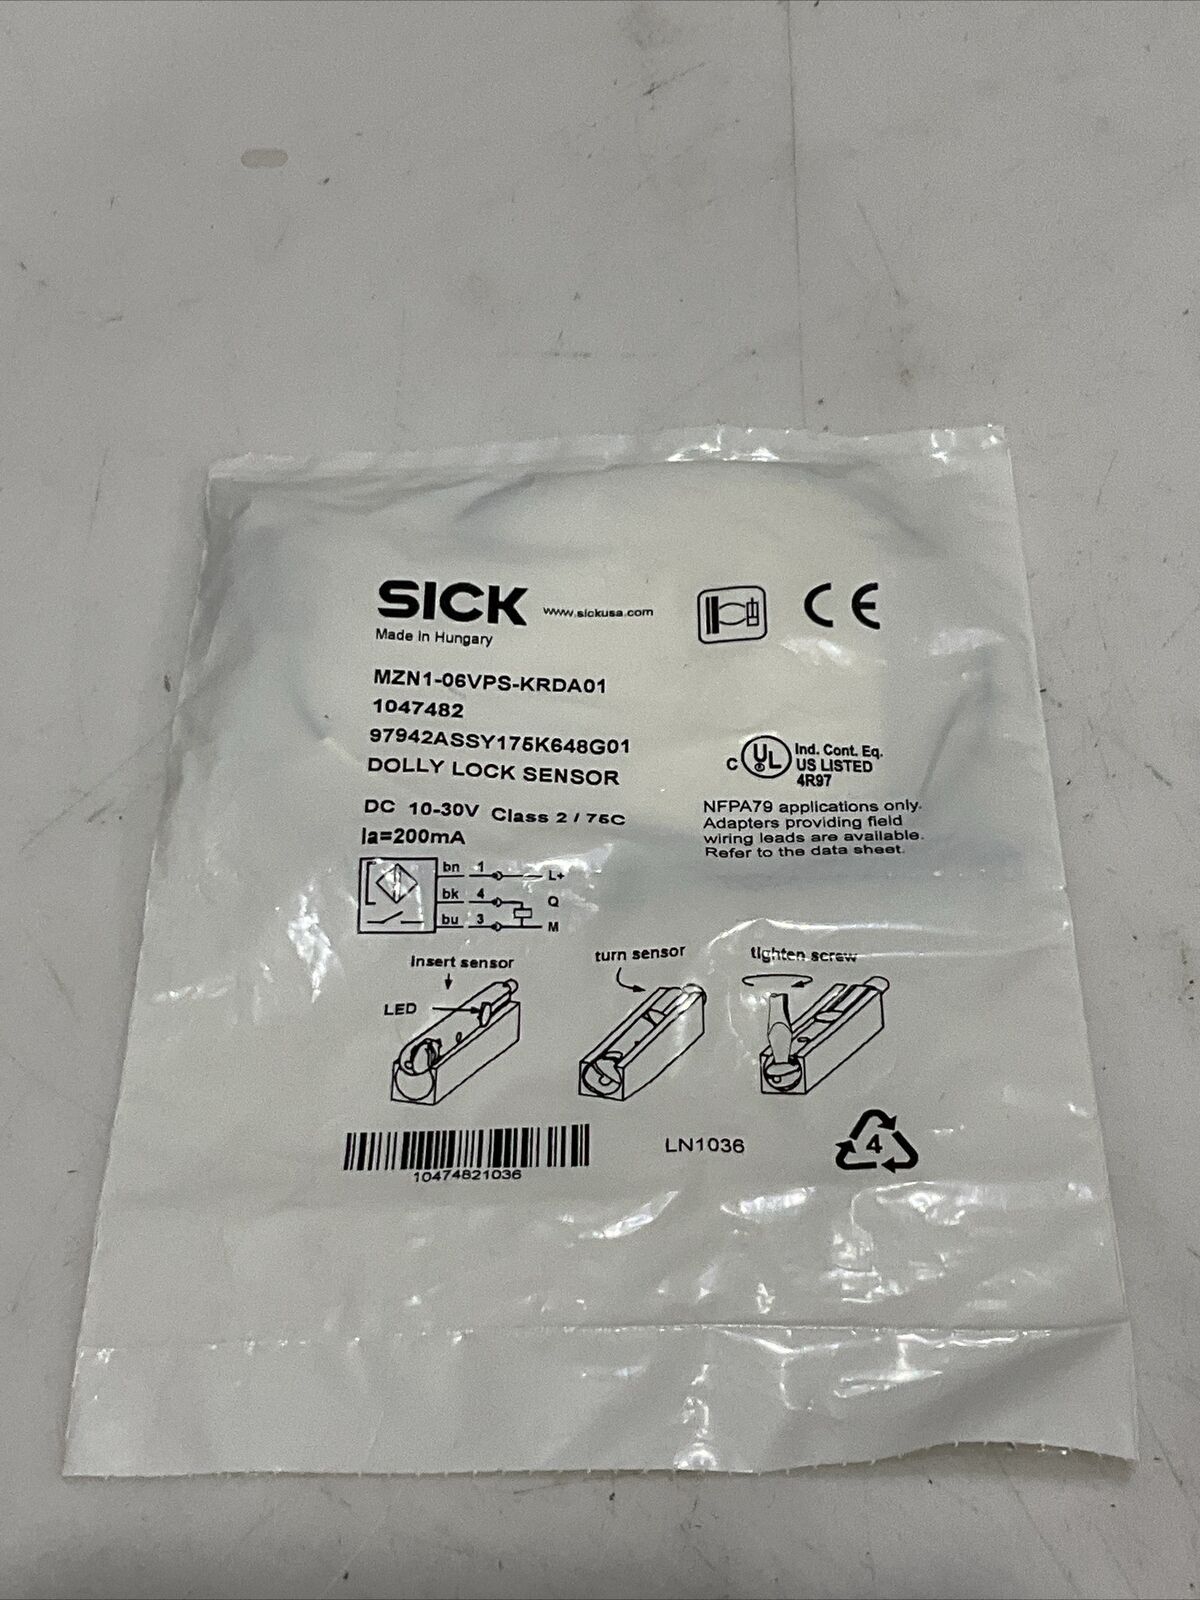 SICK www.sickusa.com
Made in Hungary
CE
MZN1-06VPS-KRDA01
1047482
97942ASSY175K648G01
DOLLY LOCK SENSOR
C UL Ind. Cont. Eq.
US LISTED
4R97
DC 10-30V Class 2 / 75C
Ia=200mA
NFPA79 applications only.
Adapters providing field
wiring leads are available.
Refer to the data sheet.
bn 1 L+
bk 4 Q
bu 3 M
insert sensor
turn sensor
tighten screw
LED
10474821036
LN1036
4